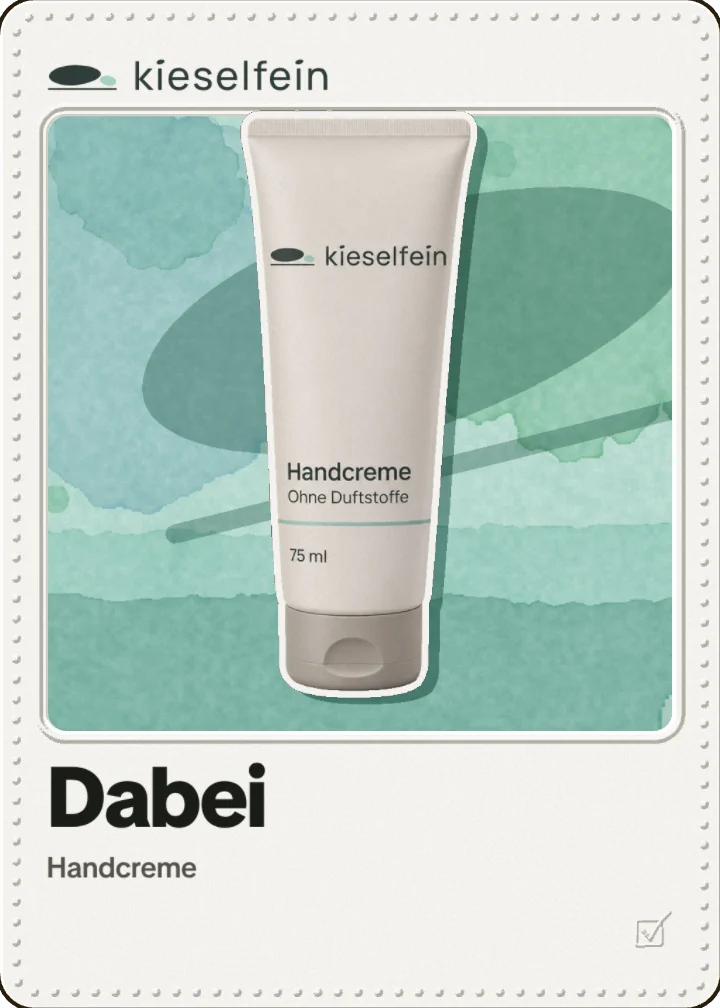 kieselfein
kieselfein
Handcreme
Ohne Duftstoffe
75 ml
Dabei
Handcreme